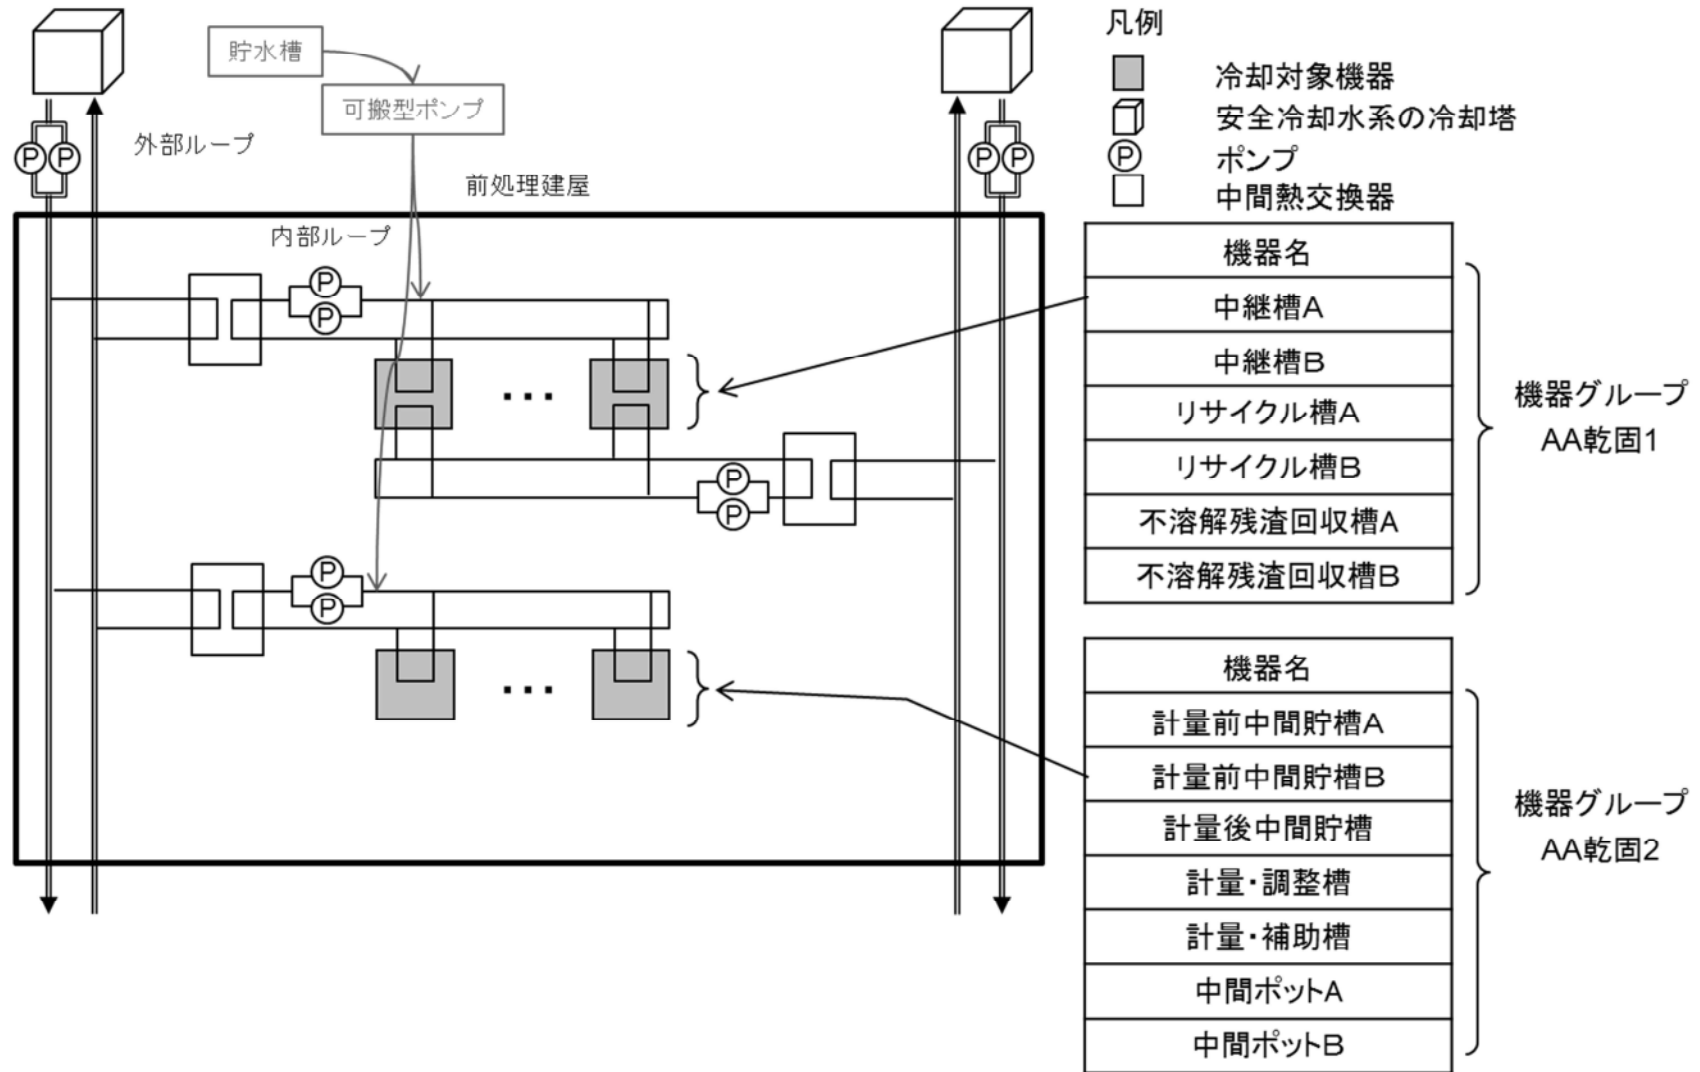 貯水槽
可搬型ポンプ
外部ループ
前処理建屋
内部ループ
P P
P P
P
P
P
P
P
P
凡例
冷却対象機器
安全冷却水系の冷却塔
P ポンプ
中間熱交換器
機器名
中継槽A
中継槽B
リサイクル槽A
リサイクル槽B
不溶解残渣回収槽A
不溶解残渣回収槽B
機器グループ
AA乾固1
機器名
計量前中間貯槽A
計量前中間貯槽B
計量後中間貯槽
計量・調整槽
計量・補助槽
中間ポットA
中間ポットB
機器グループ
AA乾固2
…
…